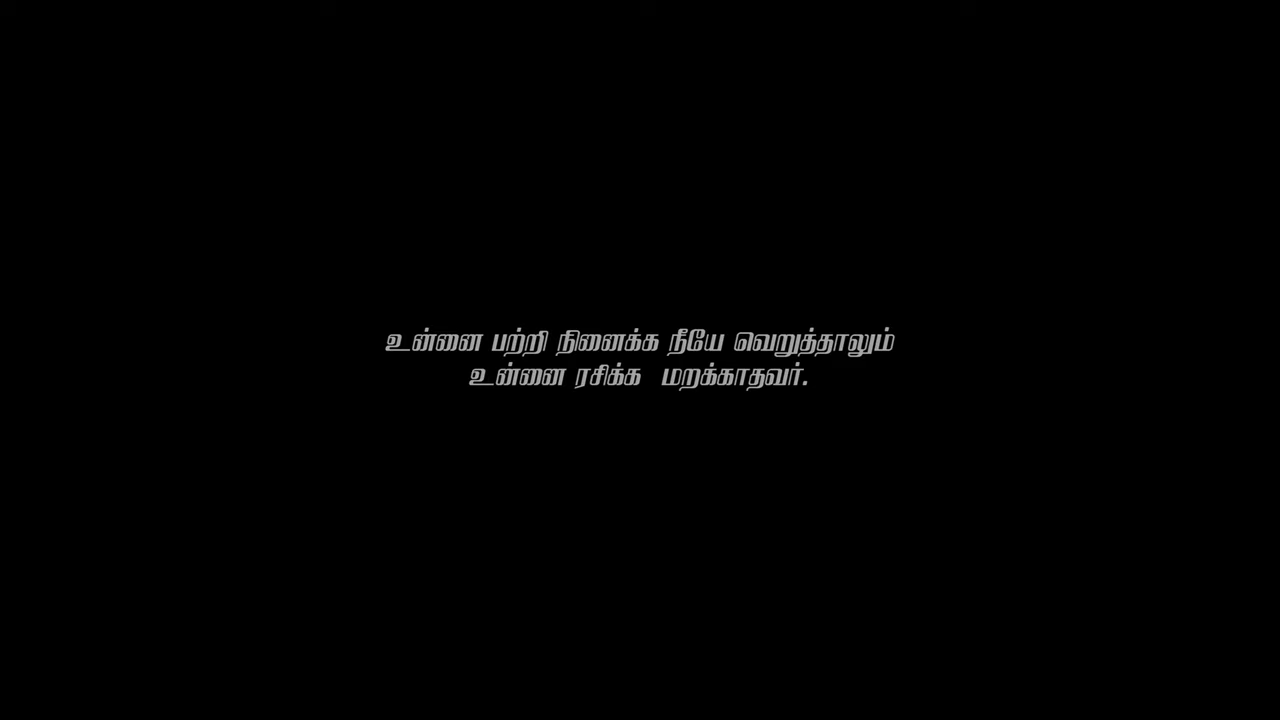 உன்னை பற்றி நினைக்க நீயே வெறுத்தாலும்
உன்னை ரசிக்க மறக்காதவர்.